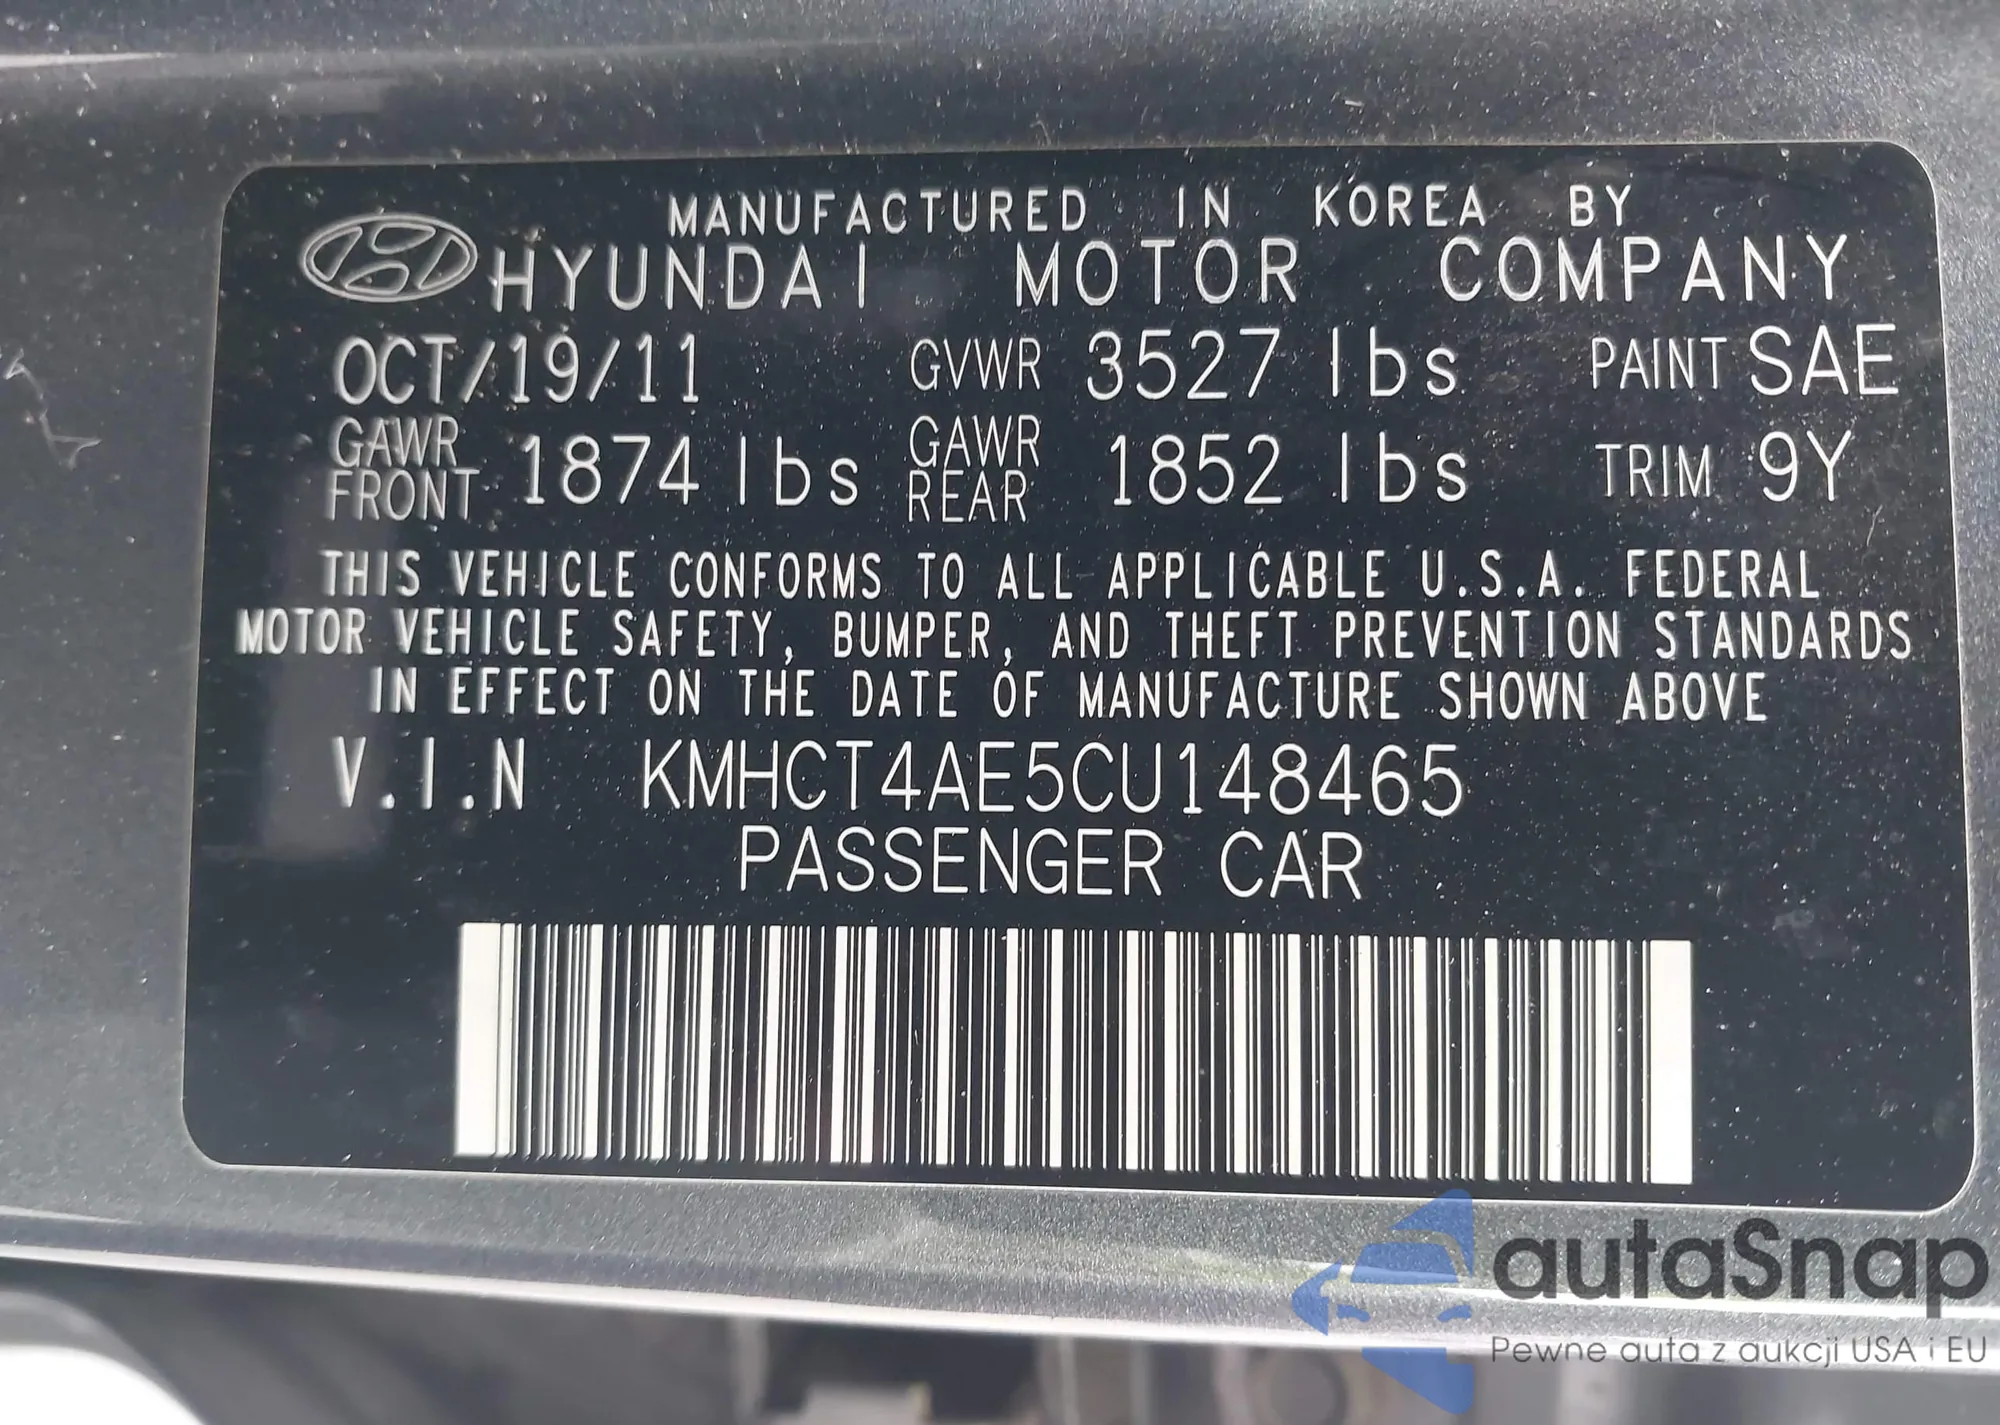 MANUFACTURED IN KOREA BY
HYUNDAI MOTOR COMPANY
OCT/19/11 GVWR 3527 lbs PAINT SAE
GAWR FRONT 1874 lbs GAWR REAR 1852 lbs TRIM 9Y
THIS VEHICLE CONFORMS TO ALL APPLICABLE U.S.A. FEDERAL
MOTOR VEHICLE SAFETY, BUMPER, AND THEFT PREVENTION STANDARDS
IN EFFECT ON THE DATE OF MANUFACTURE SHOWN ABOVE
V.I.N KMHCT4AE5CU148465
PASSENGER CAR
autaSnap
Pewne auta z aukcji USA i EU